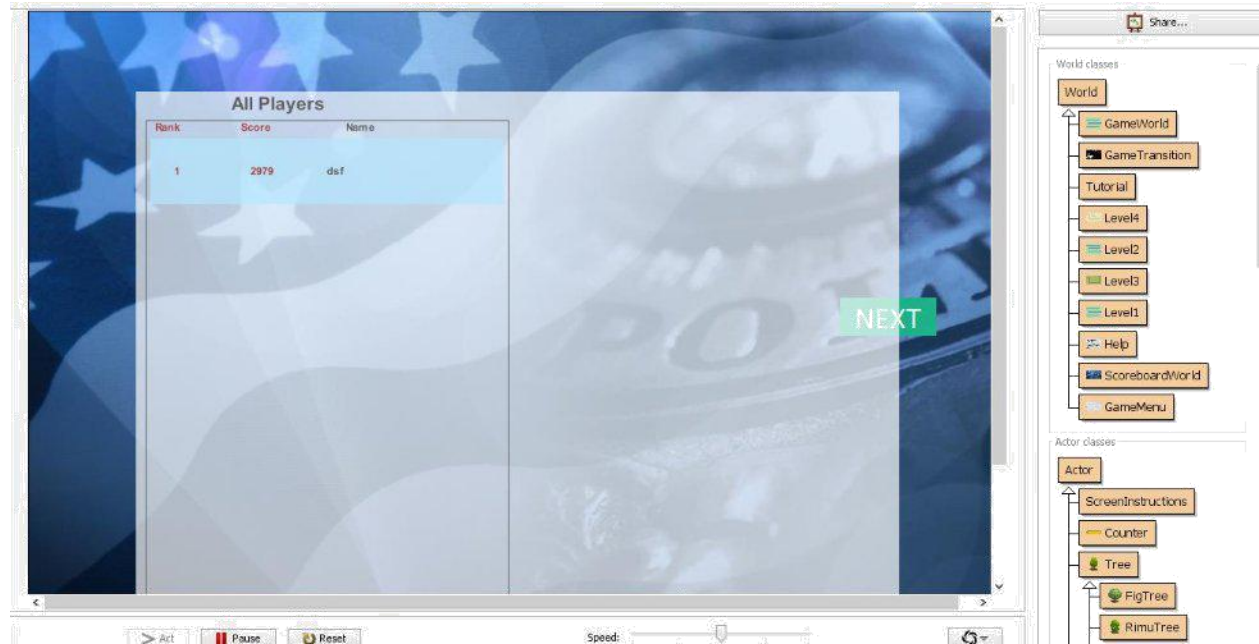 All Players
Rank Score Name
1 2979 dsf
NEXT
POLI
Act Pause Reset Speed:
Share...
World classes
World
GameWorld
GameTransition
Tutorial
Level4
Level2
Level3
Level1
Help
ScoreboardWorld
GameMenu
Actor classes
Actor
ScreenInstructions
Counter
Tree
FigTree
RimuTree